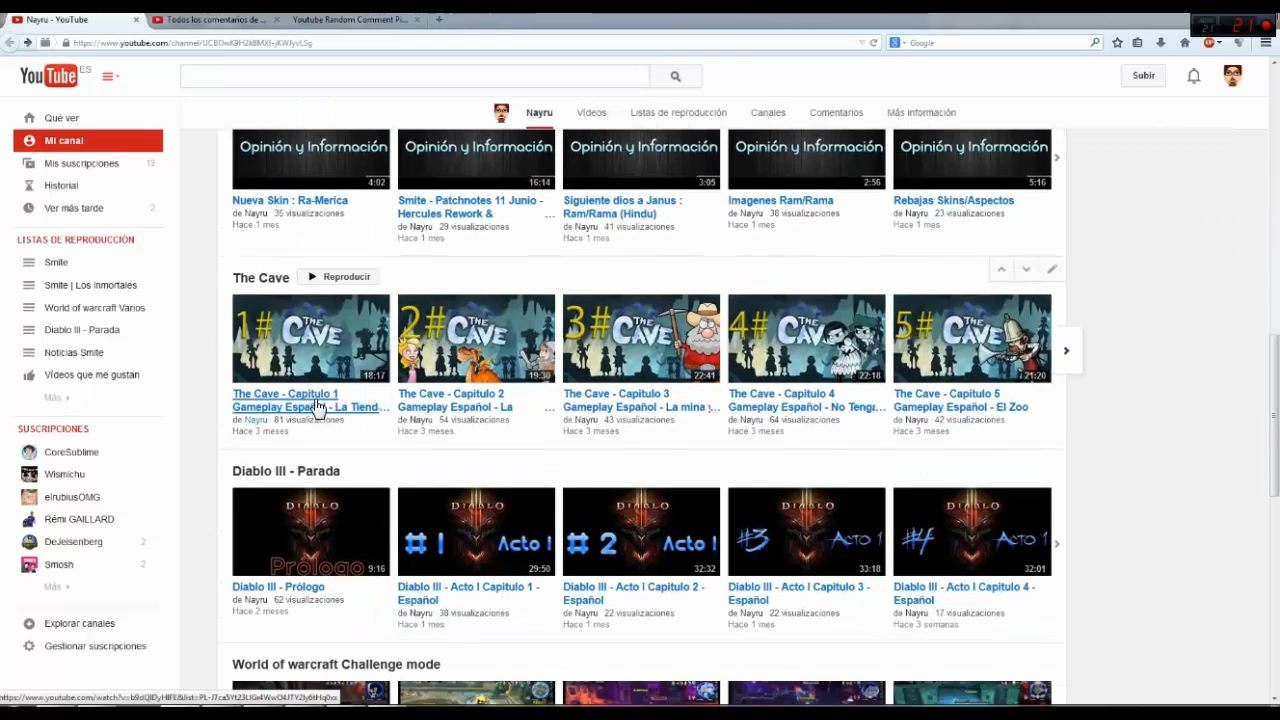 Nayru - YouTube
Todos los comentarios de ...
Youtube Random Comment Pi...
https://www.youtube.com/channel/
Google
21
YouTube ES
Subir
Nayru Vídeos Listas de reproducción Canales Comentarios Más información
Qué ver
Mi canal
Mis suscripciones 19
Historial
Ver más tarde 2
LISTAS DE REPRODUCCIÓN
Smite
Smite | Los Inmortales
World of warcraft Varios
Diablo III - Parada
Noticias Smite
Vídeos que me gustan
Más
SUSCRIPCIONES
CoreSublime
Wismichu
elrubiusOMG
Rémi GAILLARD
DeJeisenberg 2
Smosh 2
Más
Explorar canales
Gestionar suscripciones
Opinión y Información
4:02
Nueva Skin : Ra-Merica
de Nayru 35 visualizaciones
Hace 1 mes
Opinión y Información
16:14
Smite - Patchnotes 11 Junio -
Hercules Rework & ...
de Nayru 29 visualizaciones
Hace 1 mes
Opinión y Información
3:05
Siguiente dios a Janus :
Ram/Rama (Hindu)
de Nayru 41 visualizaciones
Hace 1 mes
Opinión y Información
2:56
Imagenes Ram/Rama
de Nayru 38 visualizaciones
Hace 1 mes
Opinión y Información
5:16
Rebajas Skins/Aspectos
de Nayru 23 visualizaciones
Hace 1 mes
The Cave Reproducir
1# THE CAVE
18:17
The Cave - Capitulo 1
Gameplay Español - La Tiend...
de Nayru 81 visualizaciones
Hace 3 meses
2# THE CAVE
19:30
The Cave - Capitulo 2
Gameplay Español - La ...
de Nayru 54 visualizaciones
Hace 3 meses
3# THE CAVE
22:41
The Cave - Capitulo 3
Gameplay Español - La mina y...
de Nayru 43 visualizaciones
Hace 3 meses
4# THE CAVE
22:18
The Cave - Capitulo 4
Gameplay Español - No Tengu...
de Nayru 64 visualizaciones
Hace 3 meses
5# THE CAVE
21:20
The Cave - Capitulo 5
Gameplay Español - El Zoo
de Nayru 42 visualizaciones
Hace 3 meses
Diablo III - Parada
DIABLO
Prólogo
9:16
Diablo III - Prólogo
de Nayru 62 visualizaciones
Hace 2 meses
DIABLO
#1 Acto I
29:50
Diablo III - Acto I Capitulo 1 -
Español
de Nayru 38 visualizaciones
Hace 1 mes
DIABLO
#2 Acto I
32:32
Diablo III - Acto I Capitulo 2 -
Español
de Nayru 22 visualizaciones
Hace 1 mes
DIABLO
#3 ACTO 1
33:18
Diablo III - Acto I Capitulo 3 -
Español
de Nayru 22 visualizaciones
Hace 1 mes
DIABLO
#4 ACTO 1
32:01
Diablo III - Acto I Capitulo 4 -
Español
de Nayru 17 visualizaciones
Hace 3 semanas
World of warcraft Challenge mode